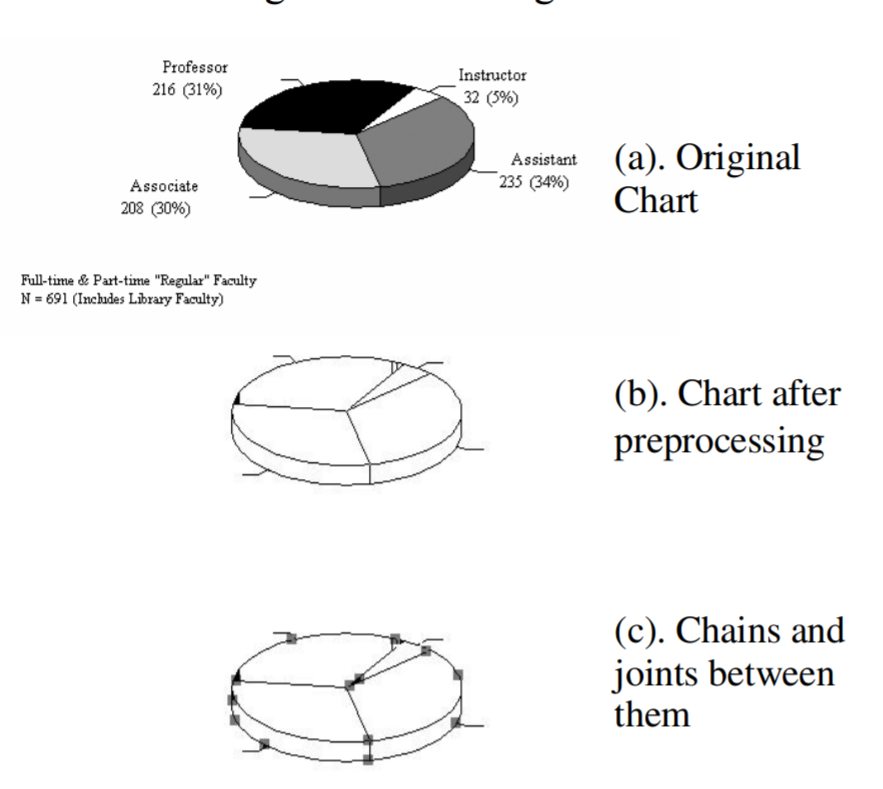 Professor
216 (31%)
Instructor
32 (5%)
Assistant
235 (34%)
Associate
208 (30%)
(a). Original
Chart
Full-time & Part-time "Regular" Faculty
N = 691 (Includes Library Faculty)
(b). Chart after
preprocessing
(c). Chains and
joints between
them